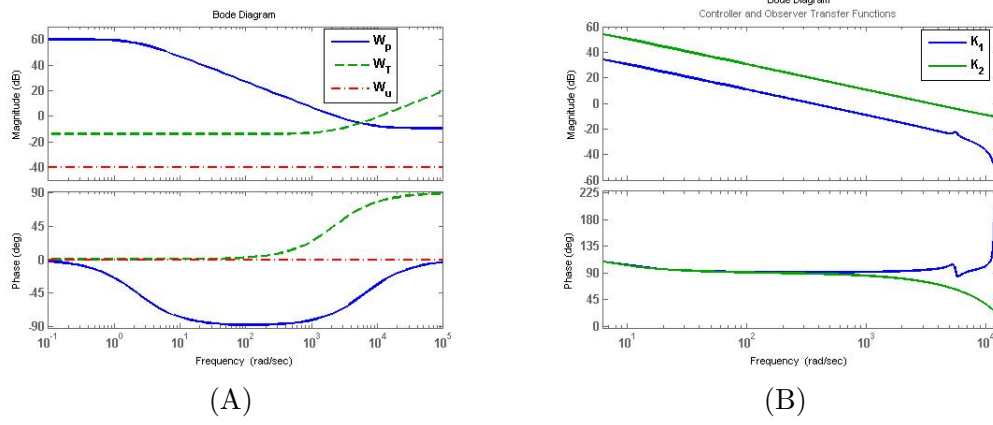 Bode Diagram
60
40
20
0
-20
-40
Magnitude (dB)
W_p
W_T
W_u
90
45
0
-45
-90
Phase (deg)
10^-1 10^0 10^1 10^2 10^3 10^4 10^5
Frequency (rad/sec)
(A)
Bode Diagram
Controller and Observer Transfer Functions
60
40
20
0
-20
-40
-60
Magnitude (dB)
K_1
K_2
225
180
135
90
45
0
Phase (deg)
10^1 10^2 10^3 10^4
Frequency (rad/sec)
(B)